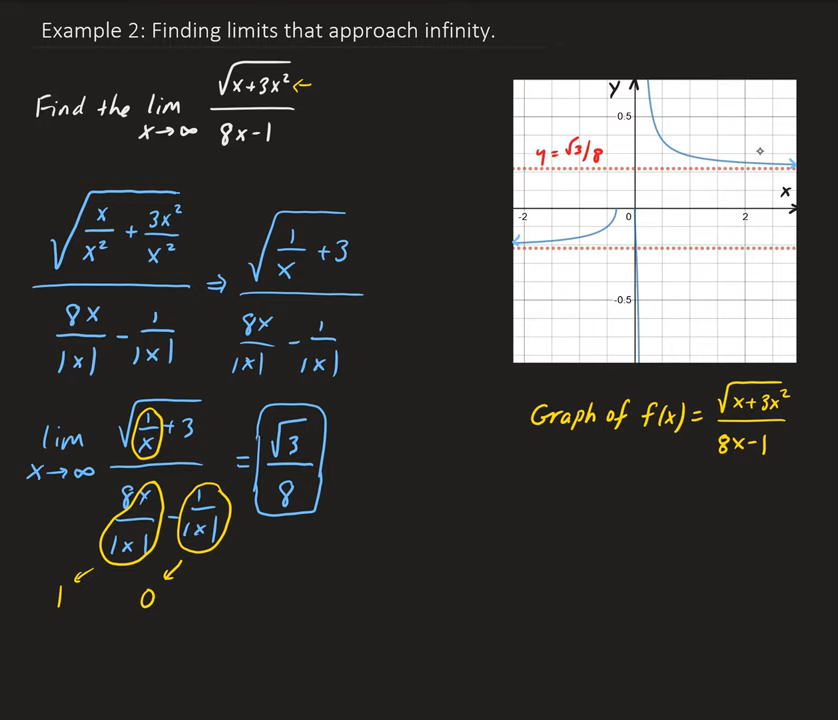 Example 2: Finding limits that approach infinity.
Find the lim x→∞ √(x+3x²) / (8x-1) ←
√(x/x² + 3x²/x²) / (8x/|x| - 1/|x|) ⇒ √(1/x + 3) / (8x/|x| - 1/|x|)
lim x→∞ √(1/x + 3) / (8x/|x| - 1/|x|) = √3/8
1 0
y
0.5
y = √3/8
x
-2 0 2
-0.5
Graph of f(x) = √(x+3x²) / (8x-1)